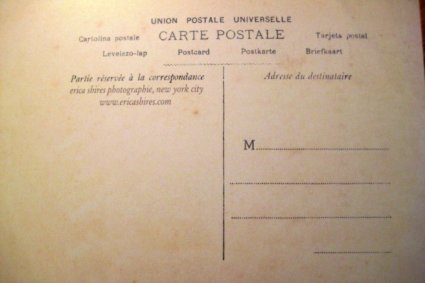 UNION POSTALE UNIVERSELLE
Cartolina postale CARTE POSTALE Tarjeta postal
Levelezo-lap Postcard Postkarte Briefkaart
Partie réservée à la correspondance
erica shires photographie, new york city
www.ericashires.com
Adresse du destinataire
M